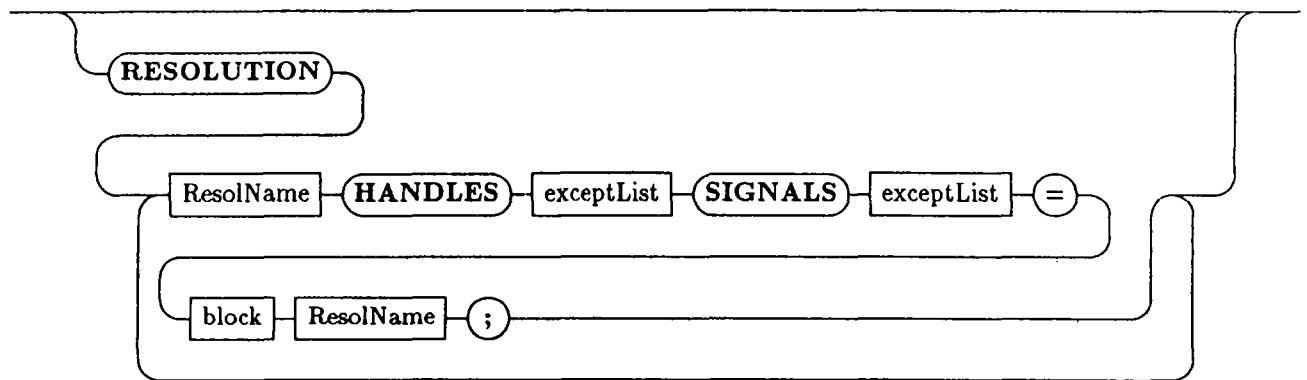 RESOLUTION
ResolName HANDLES exceptList SIGNALS exceptList =
block ResolName ;